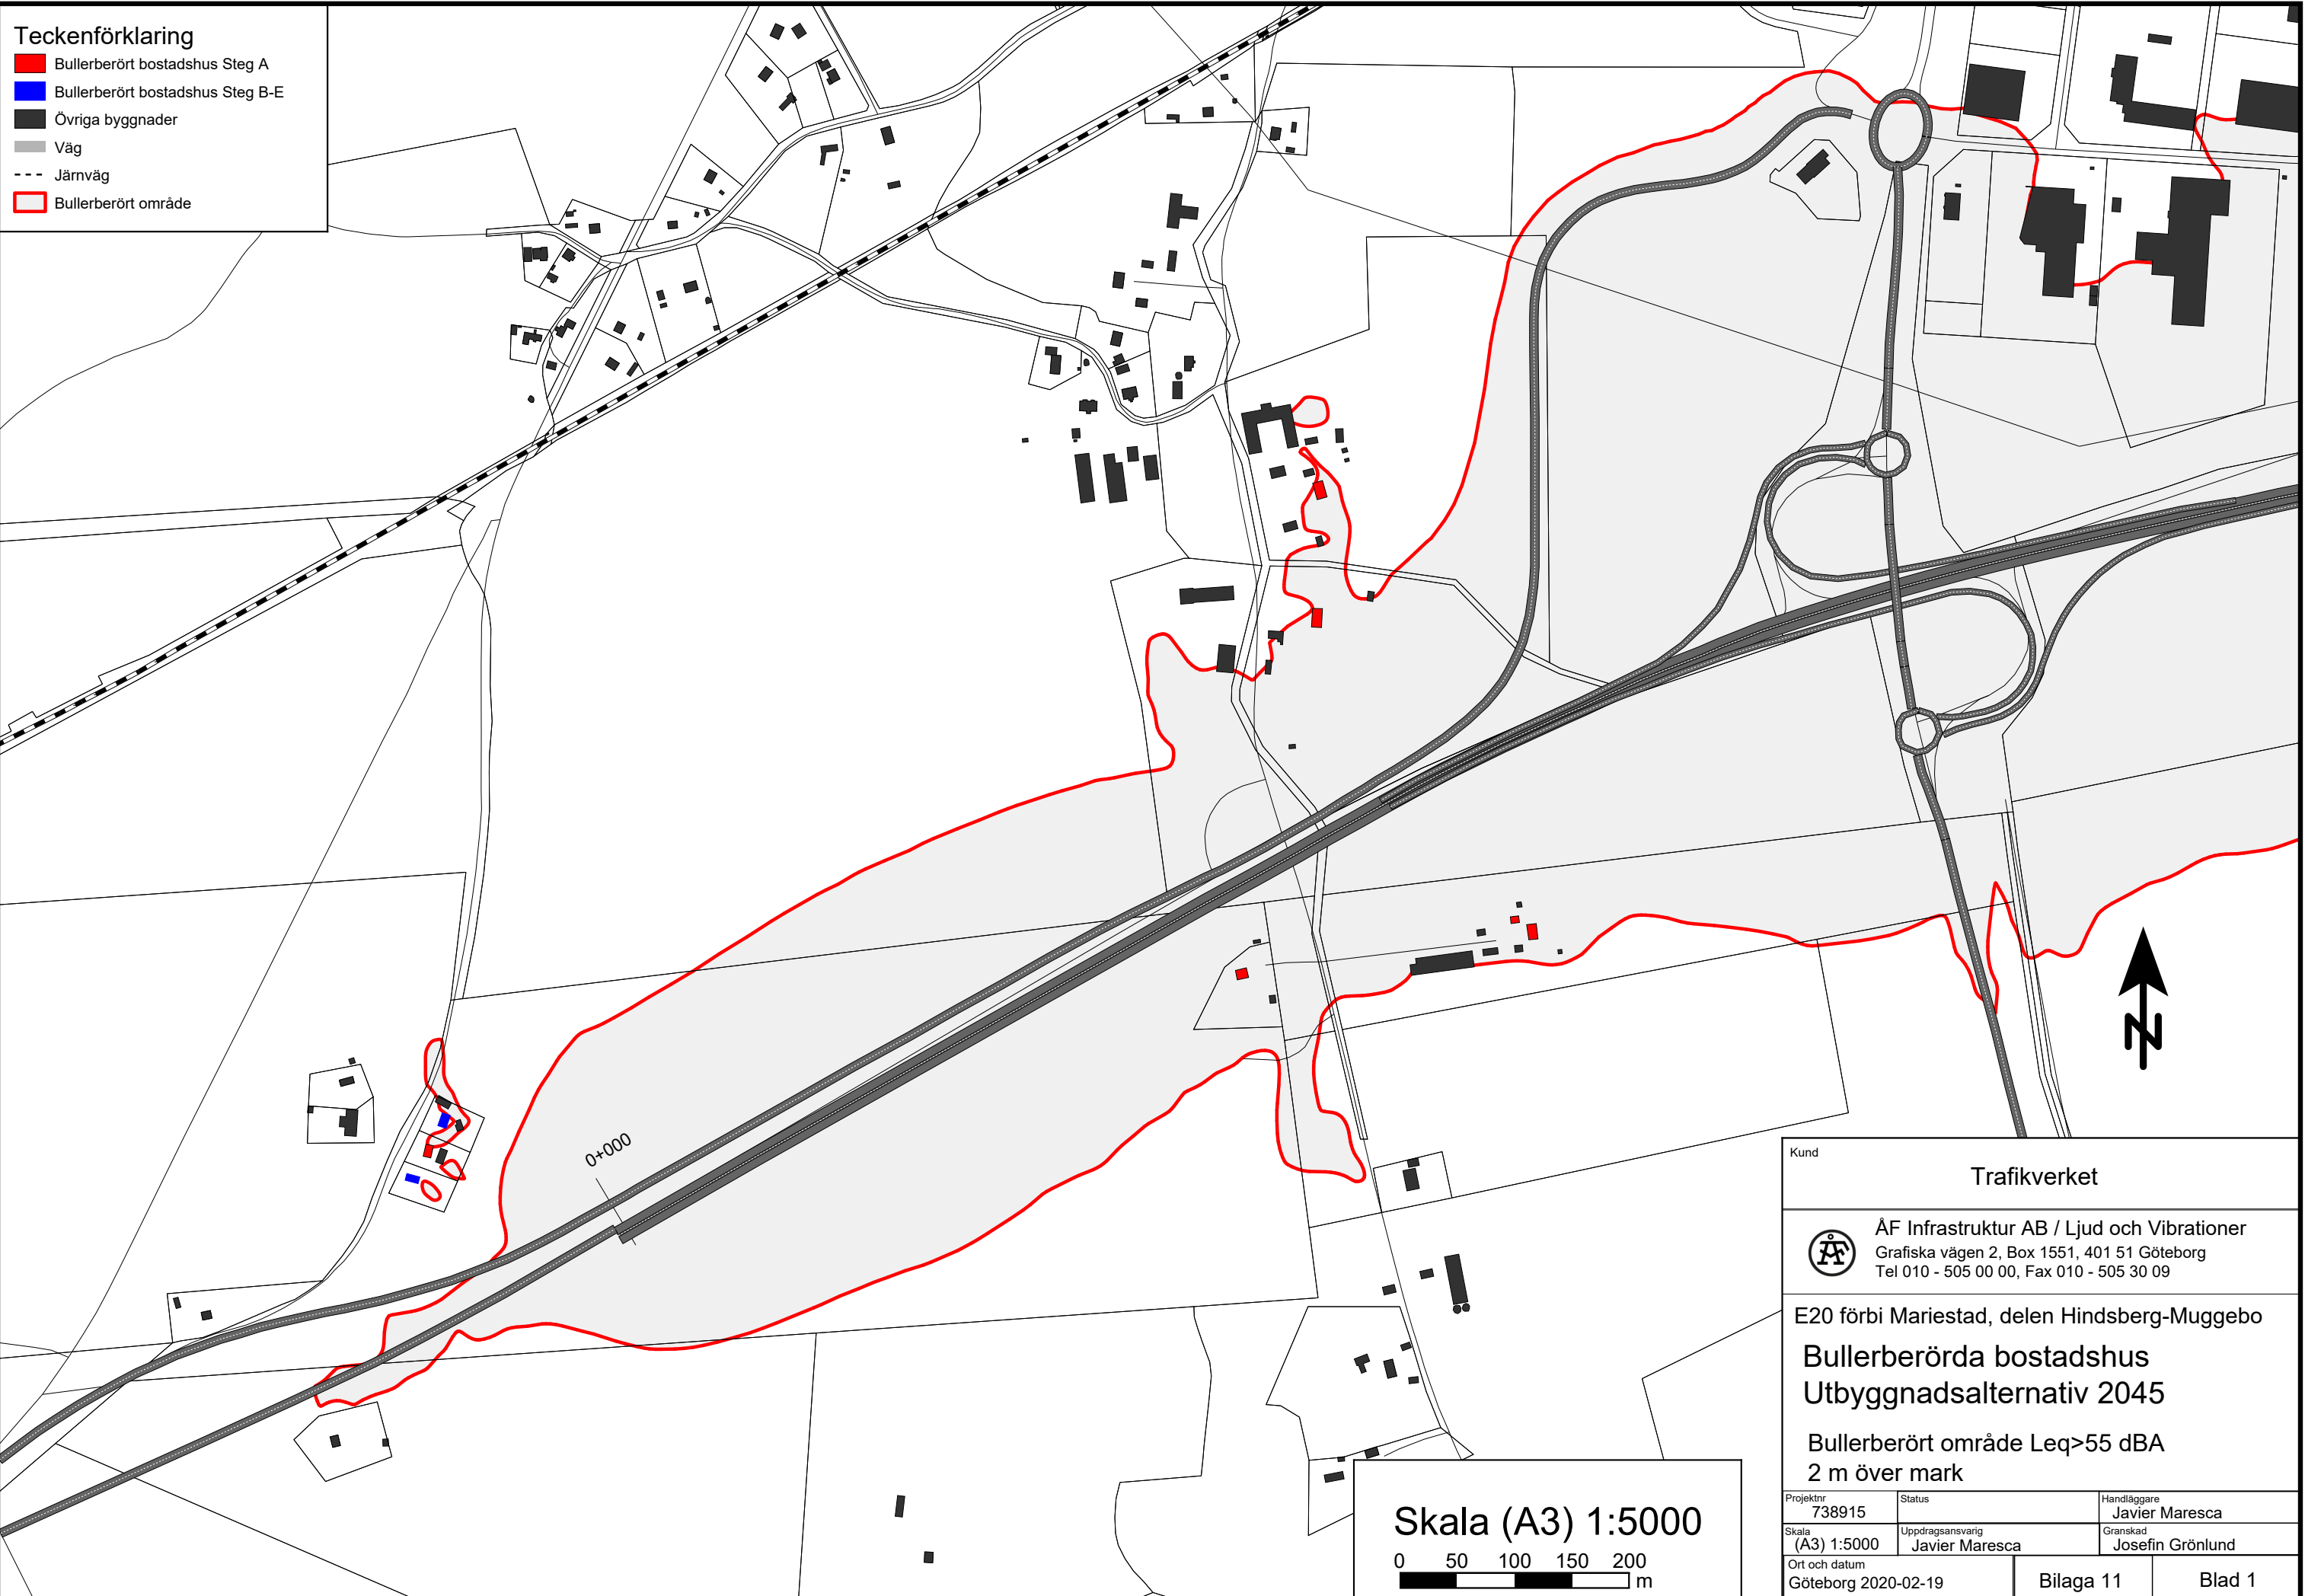 Teckenförklaring
Bullerberört bostadshus Steg A
Bullerberört bostadshus Steg B-E
Övriga byggnader
Väg
Järnväg
Bullerberört område
0+000
N
Skala (A3) 1:5000
0 50 100 150 200
m
Kund
Trafikverket
ÅF
ÅF Infrastruktur AB / Ljud och Vibrationer
Grafiska vägen 2, Box 1551, 401 51 Göteborg
Tel 010 - 505 00 00, Fax 010 - 505 30 09
E20 förbi Mariestad, delen Hindsberg-Muggebo
Bullerberörda bostadshus
Utbyggnadsalternativ 2045
Bullerberört område Leq>55 dBA
2 m över mark
Projektnr Status Handläggare
738915 Javier Maresca
Skala Uppdragsansvarig Granskad
(A3) 1:5000 Javier Maresca Josefin Grönlund
Ort och datum
Göteborg 2020-02-19 Bilaga 11 Blad 1